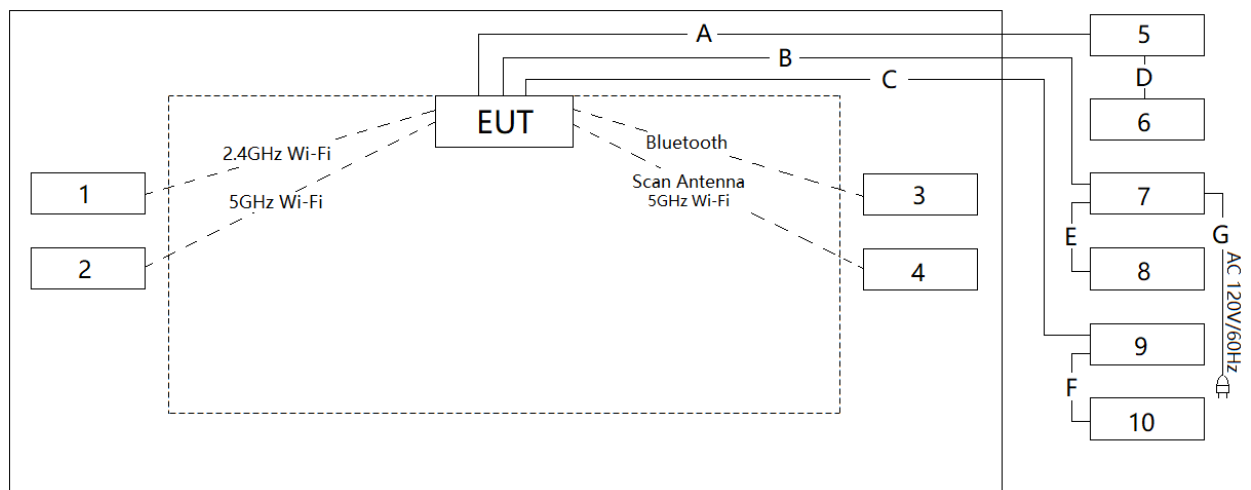 A
5
B
C
D
EUT
6
2.4GHz Wi-Fi
Bluetooth
Scan Antenna
5GHz Wi-Fi
1
5GHz Wi-Fi
3
7
E
G
2
4
8
AC 120V/60Hz
9
F
10